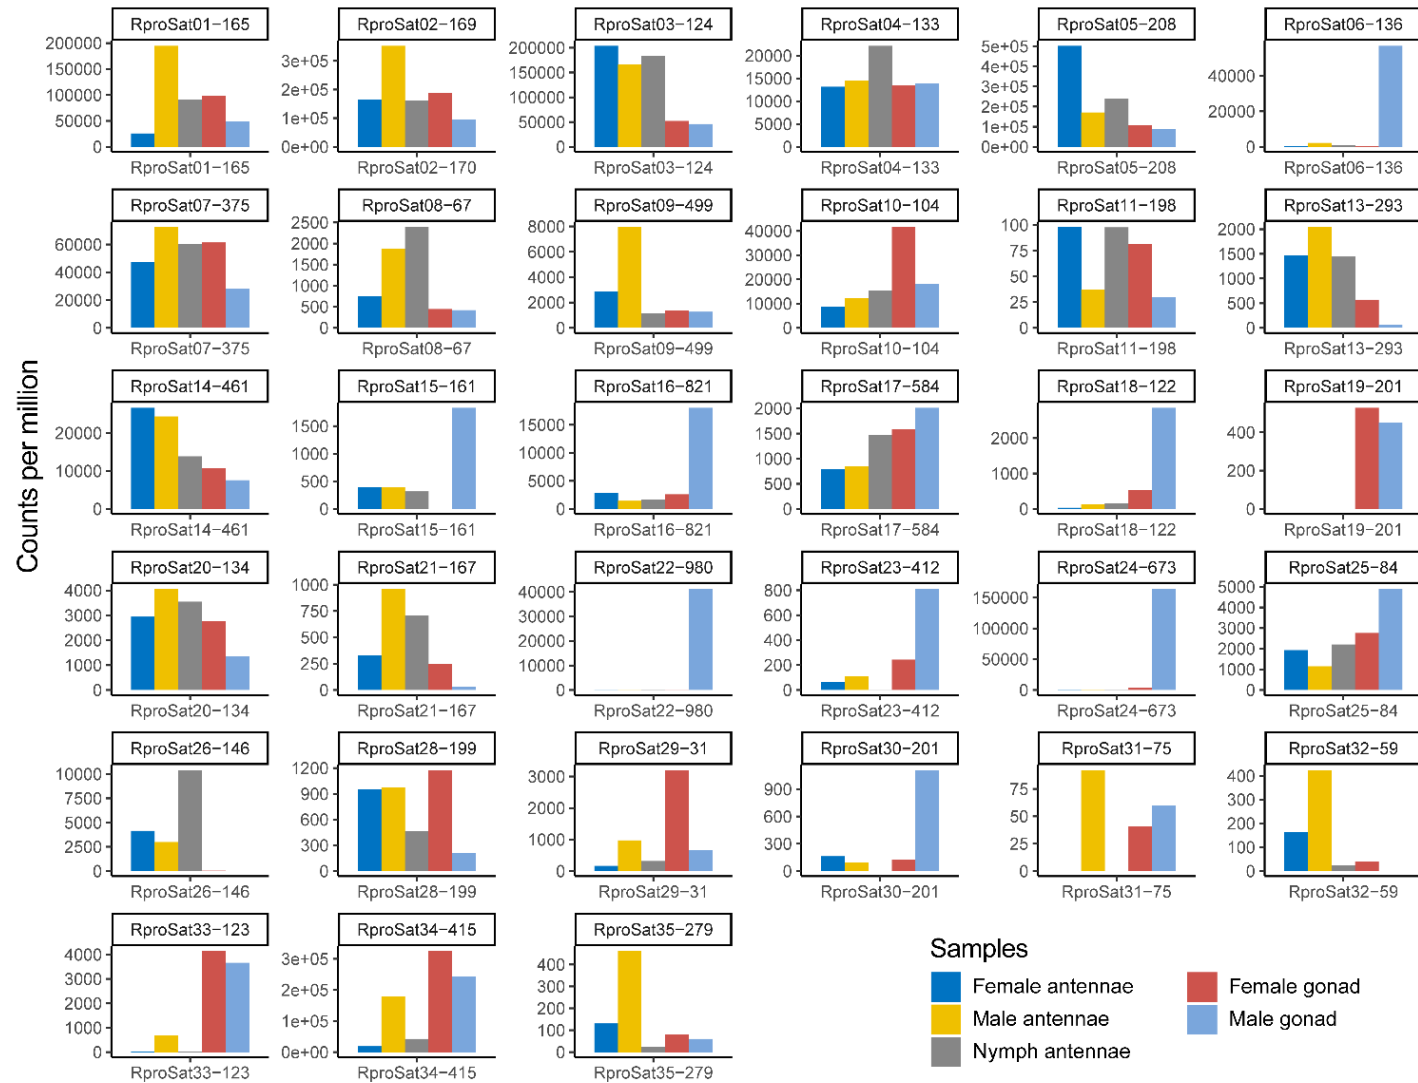 Counts per million
RproSat01−165
200000
150000
100000
50000
0
RproSat01−165
RproSat02−169
3e+05
2e+05
1e+05
0e+00
RproSat02−170
RproSat03−124
200000
150000
100000
50000
0
RproSat03−124
RproSat04−133
20000
15000
10000
5000
0
RproSat04−133
RproSat05−208
5e+05
4e+05
3e+05
2e+05
1e+05
0e+00
RproSat05−208
RproSat06−136
40000
20000
0
RproSat06−136
RproSat07−375
60000
40000
20000
0
RproSat07−375
RproSat08−67
2500
2000
1500
1000
500
0
RproSat08−67
RproSat09−499
8000
6000
4000
2000
0
RproSat09−499
RproSat10−104
40000
30000
20000
10000
0
RproSat10−104
RproSat11−198
100
75
50
25
0
RproSat11−198
RproSat13−293
2000
1500
1000
500
0
RproSat13−293
RproSat14−461
20000
10000
0
RproSat14−461
RproSat15−161
1500
1000
500
0
RproSat15−161
RproSat16−821
15000
10000
5000
0
RproSat16−821
RproSat17−584
2000
1500
1000
500
0
RproSat17−584
RproSat18−122
2000
1000
0
RproSat18−122
RproSat19−201
400
200
0
RproSat19−201
RproSat20−134
4000
3000
2000
1000
0
RproSat20−134
RproSat21−167
1000
750
500
250
0
RproSat21−167
RproSat22−980
40000
30000
20000
10000
0
RproSat22−980
RproSat23−412
800
600
400
200
0
RproSat23−412
RproSat24−673
150000
100000
50000
0
RproSat24−673
RproSat25−84
5000
4000
3000
2000
1000
0
RproSat25−84
RproSat26−146
10000
7500
5000
2500
0
RproSat26−146
RproSat28−199
1200
900
600
300
0
RproSat28−199
RproSat29−31
3000
2000
1000
0
RproSat29−31
RproSat30−201
900
600
300
0
RproSat30−201
RproSat31−75
75
50
25
0
RproSat31−75
RproSat32−59
400
300
200
100
0
RproSat32−59
RproSat33−123
4000
3000
2000
1000
0
RproSat33−123
RproSat34−415
3e+05
2e+05
1e+05
0e+00
RproSat34−415
RproSat35−279
400
300
200
100
0
RproSat35−279
Samples
Female antennae
Male antennae
Nymph antennae
Female gonad
Male gonad